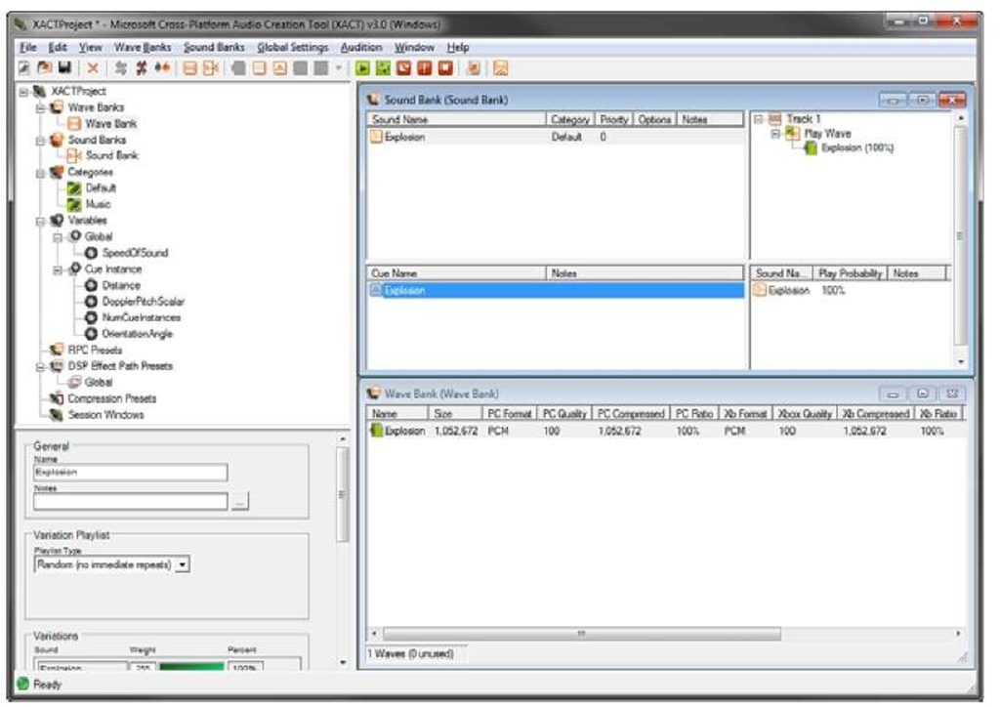 XACTProject * - Microsoft Cross-Platform Audio Creation Tool (XACT) v3.0 (Windows)
File Edit View Wave Banks Sound Banks Global Settings Audition Window Help
XACTProject
Wave Banks
Wave Bank
Sound Banks
Sound Bank
Categories
Default
Music
Variables
Global
SpeedOfSound
Cue Instance
Distance
DopplerPitchScalar
NumCueInstances
OrientationAngle
RPC Presets
DSP Effect Path Presets
Global
Compression Presets
Session Windows
General
Name
Explosion
Notes
...
Variation Playlist
Playlist Type
Random (no immediate repeats)
Variations
Sound Weight Percent
Explosion 255 100%
Ready
Sound Bank (Sound Bank)
Sound Name Category Priority Options Notes
Explosion Default 0
Track 1
Play Wave
Explosion (100%)
Cue Name Notes
Explosion
Sound Na... Play Probability Notes
Explosion 100%
Wave Bank (Wave Bank)
Name Size PC Format PC Quality PC Compressed PC Ratio Xb Format Xbox Quality Xb Compressed Xb Ratio
Explosion 1,052,672 PCM 100 1,052,672 100% PCM 100 1,052,672 100%
1 Waves (0 unused)